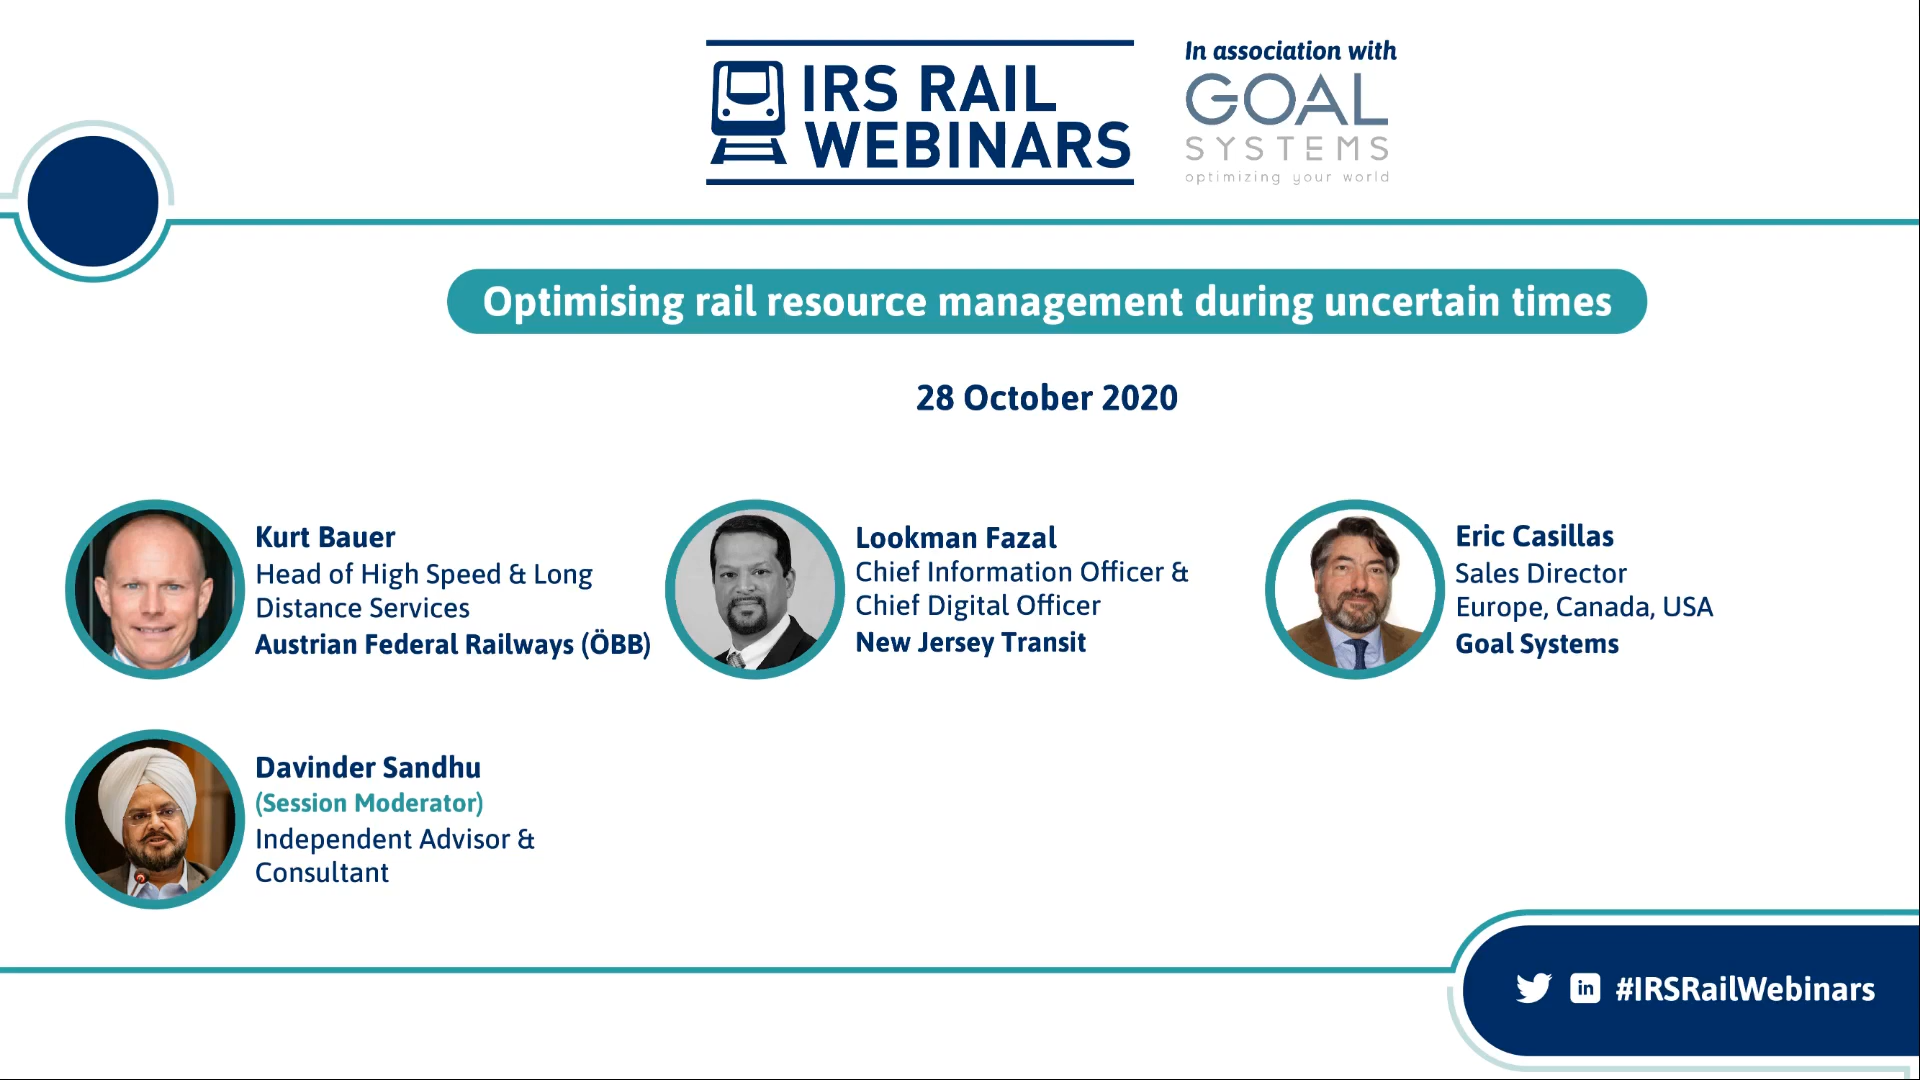 IRS RAIL
WEBINARS
In association with
GOAL
SYSTEMS
optimizing your world
Optimising rail resource management during uncertain times
28 October 2020
Kurt Bauer
Head of High Speed & Long
Distance Services
Austrian Federal Railways (ÖBB)
Lookman Fazal
Chief Information Officer &
Chief Digital Officer
New Jersey Transit
Eric Casillas
Sales Director
Europe, Canada, USA
Goal Systems
Davinder Sandhu
(Session Moderator)
Independent Advisor &
Consultant
in #IRSRailWebinars